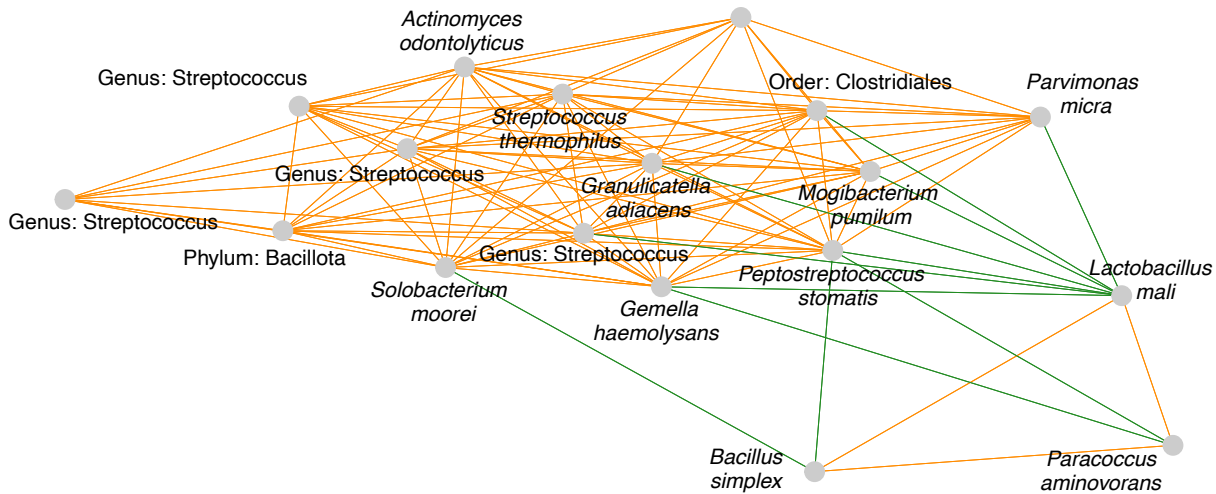 Actinomyces
odontolyticus
Genus: Streptococcus
Order: Clostridiales
Parvimonas
micra
Streptococcus
thermophilus
Genus: Streptococcus
Granulicatella
adiacens
Mogibacterium
pumilum
Genus: Streptococcus
Phylum: Bacillota
Genus: Streptococcus
Solobacterium
moorei
Gemella
haemolysans
Peptostreptococcus
stomatis
Lactobacillus
mali
Bacillus
simplex
Paracoccus
aminovorans